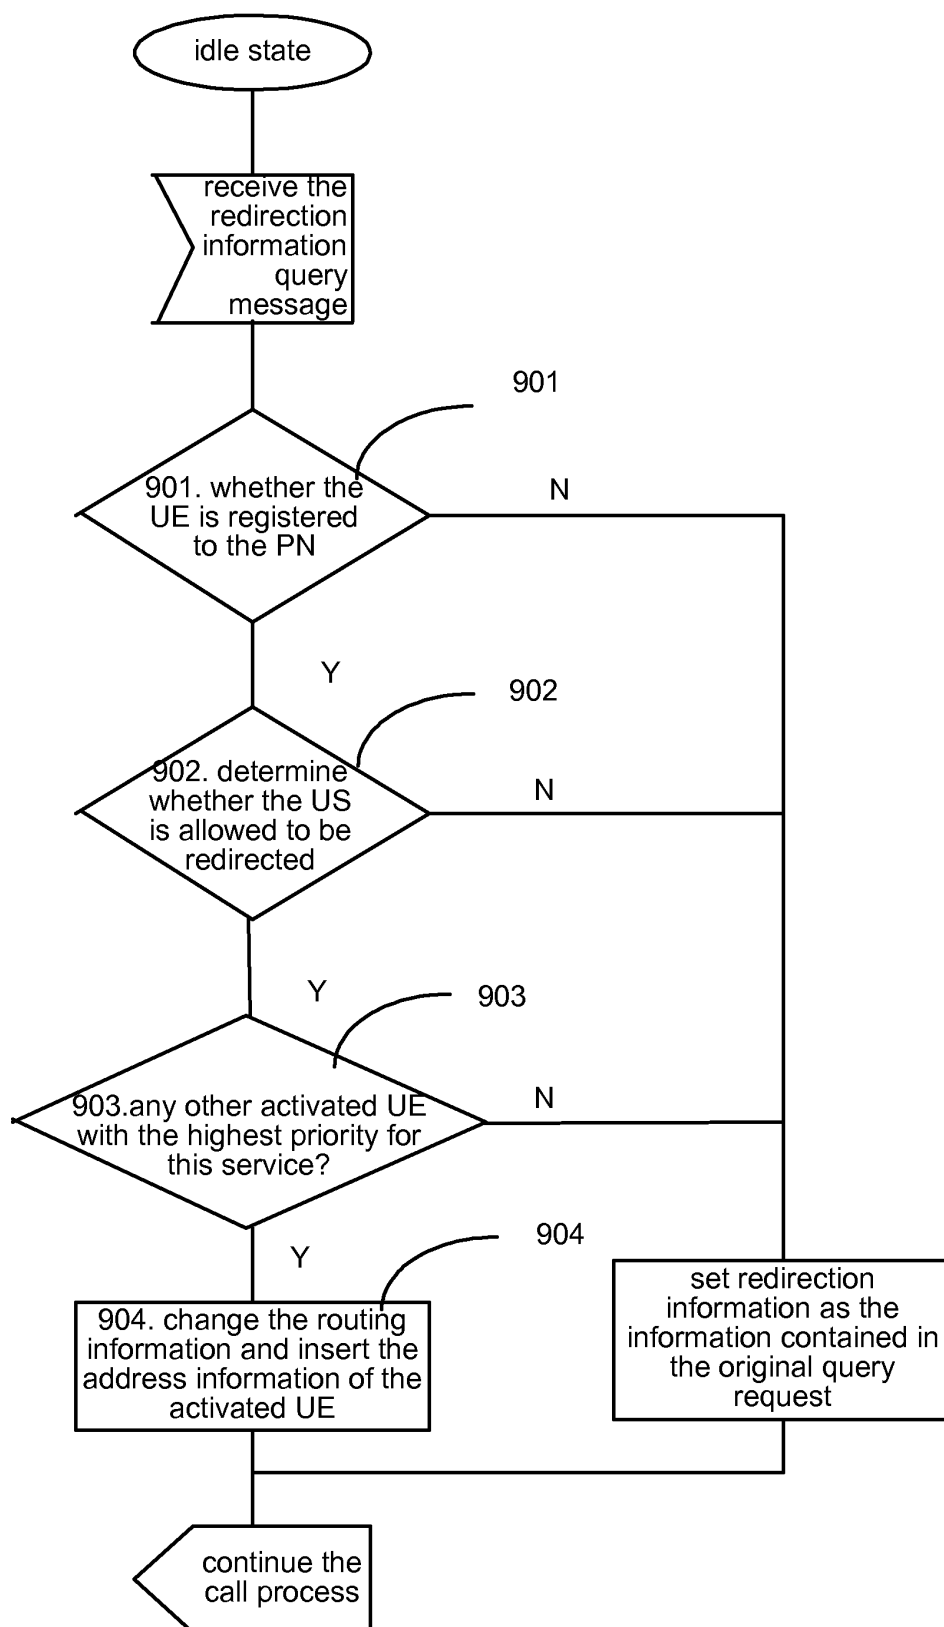 idle state
receive the
redirection
information
query
message
901
901. whether the
UE is registered
to the PN
N
Y
902
902. determine
whether the US
is allowed to be
redirected
N
Y
903
903.any other activated UE
with the highest priority for
this service?
N
Y
904
904. change the routing
information and insert the
address information of the
activated UE
set redirection
information as the
information contained in
the original query
request
continue the
call process